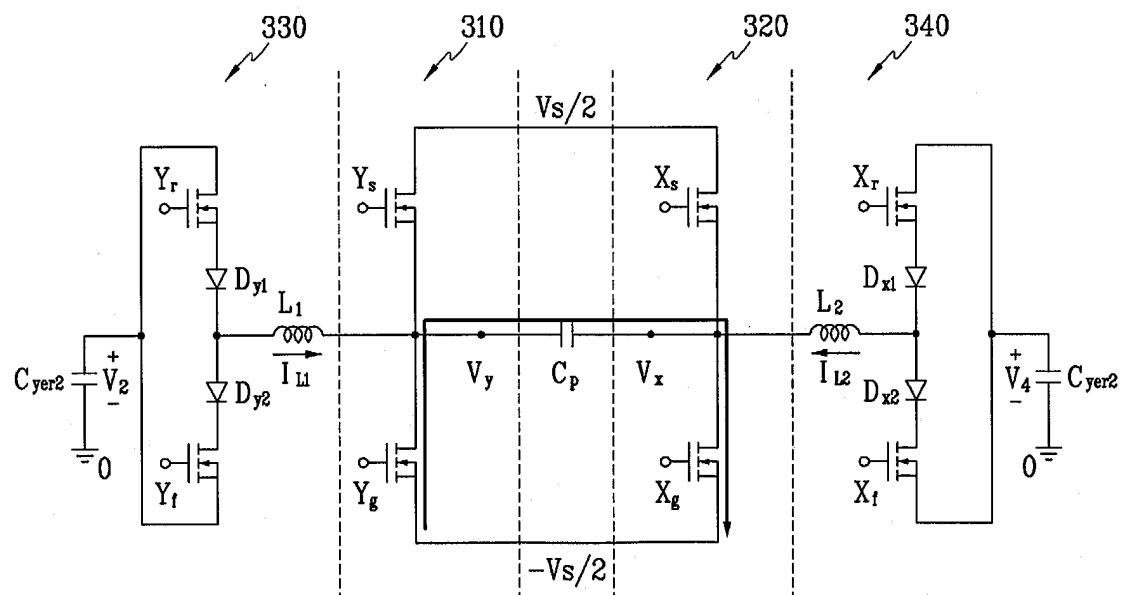 330
310
320
340
Vs/2
Yr
Ys
Xs
Xr
Dy1
Dx1
L1
L2
Cyer2
+
V2
-
IL1
Vy
Cp
Vx
IL2
+
V4
-
Cyer2
Dy2
Dx2
0
0
Yf
Yg
Xg
Xf
-Vs/2